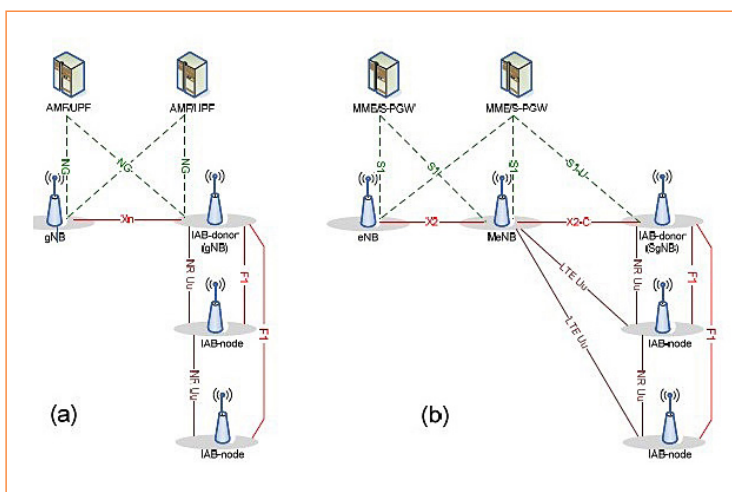 AMF/UPF
AMF/UPF
MME/S-PGW
MME/S-PGW
NG
NG
NG
S1
S1
S1
S1-U
gNB
Xn
IAB-donor
(gNB)
eNB
X2
MeNB
X2-C
IAB-donor
(SgNB)
NR Uu
F1
F1
LTE Uu
NR Uu
F1
F1
IAB-node
LTE Uu
IAB-node
NR Uu
NR Uu
(a)
(b)
IAB-node
IAB-node